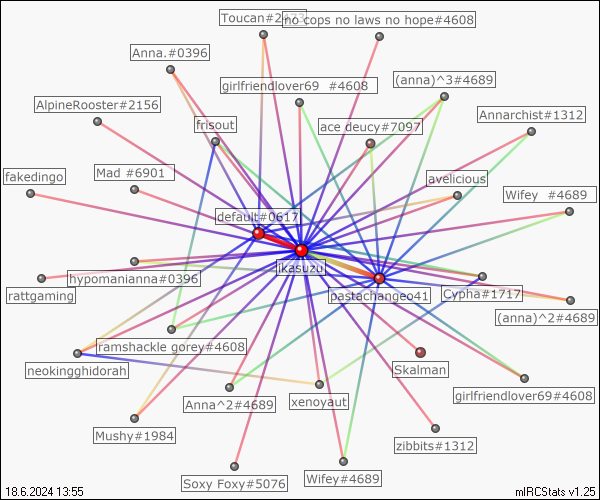 Toucan#2473
no cops no laws no hope#4608
Anna.#0396
girlfriendlover69 #4608
(anna)^3#4689
AlpineRooster#2156
Annarchist#1312
frisout
ace deucy#7097
fakedingo
Mad #6901
avelicious
Wifey #4689
default#0617
ikasuzu
hypomanianna#0396
rattgaming
pastachange041
Cypha#1717
(anna)^2#4689
ramshackle gorey#4608
neokingghidorah
Skalman
Anna^2#4689
xenoyaut
girlfriendlover69#4608
Mushy#1984
zibbits#1312
Soxy Foxy#5076
Wifey#4689
18.6.2024 13:55
mIRCStats v1.25